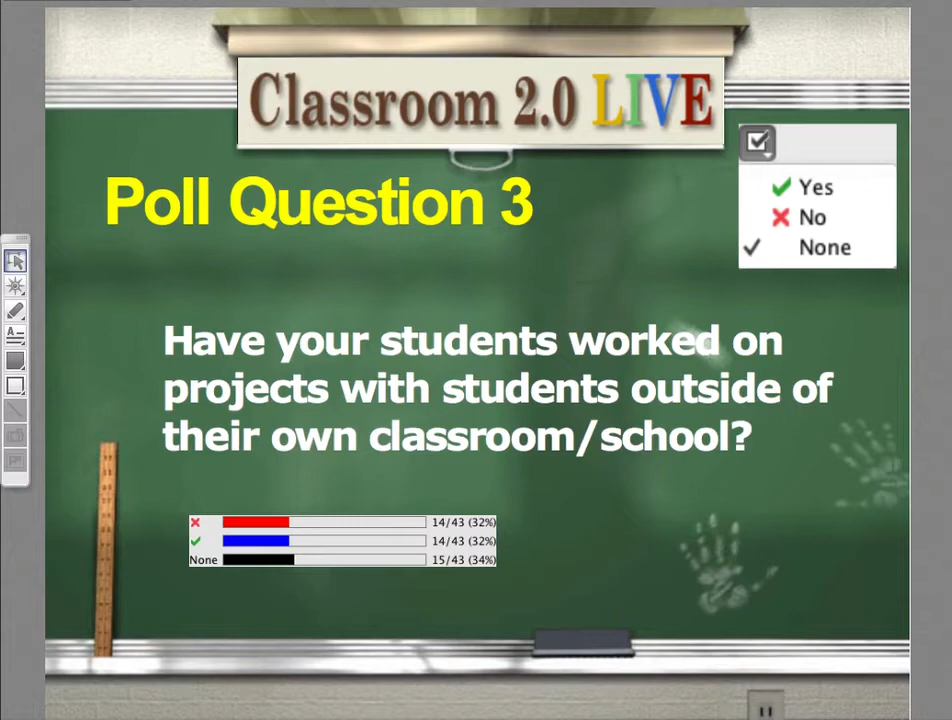 Classroom 2.0 LIVE
Poll Question 3
Yes
No
None
Have your students worked on
projects with students outside of
their own classroom/school?
14/43 (32%)
14/43 (32%)
None 15/43 (34%)